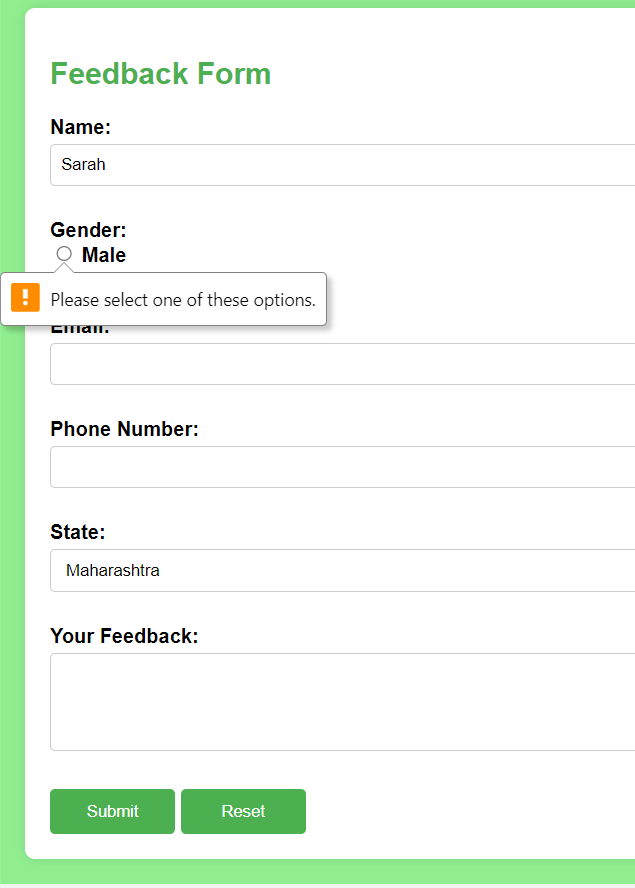 Feedback Form
Name:
Sarah
Gender:
Male
Please select one of these options.
Email:
Phone Number:
State:
Maharashtra
Your Feedback:
Submit Reset